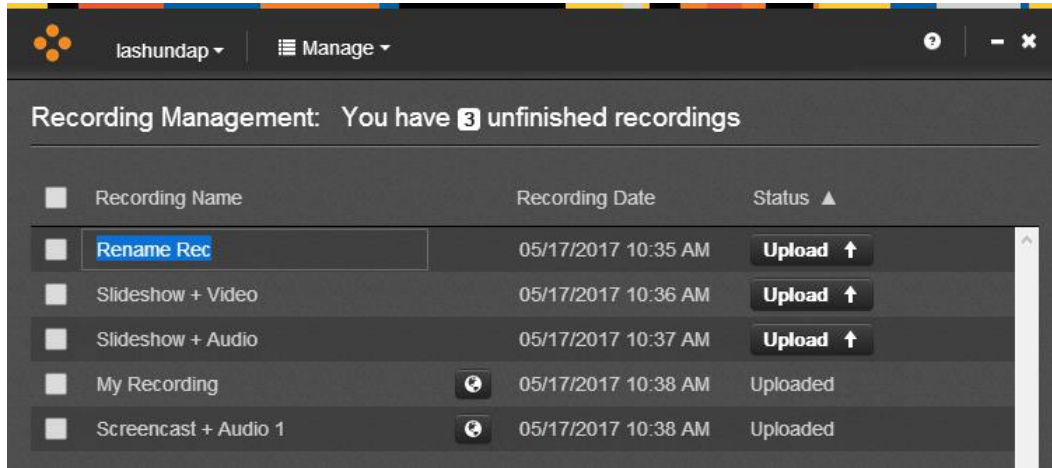 lashundap Manage
Recording Management: You have 3 unfinished recordings
Recording Name Recording Date Status ▲
Rename Rec 05/17/2017 10:35 AM Upload
Slideshow + Video 05/17/2017 10:36 AM Upload
Slideshow + Audio 05/17/2017 10:37 AM Upload
My Recording 05/17/2017 10:38 AM Uploaded
Screencast + Audio 1 05/17/2017 10:38 AM Uploaded